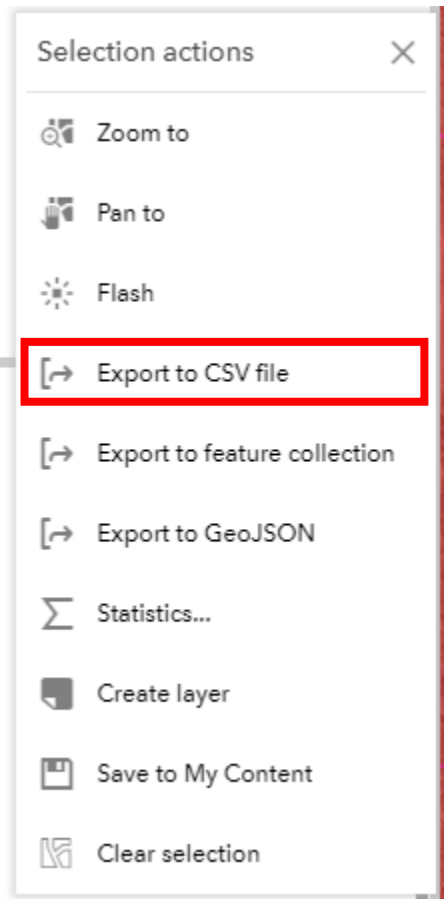 Selection actions
Zoom to
Pan to
Flash
Export to CSV file
Export to feature collection
Export to GeoJSON
Statistics...
Create layer
Save to My Content
Clear selection